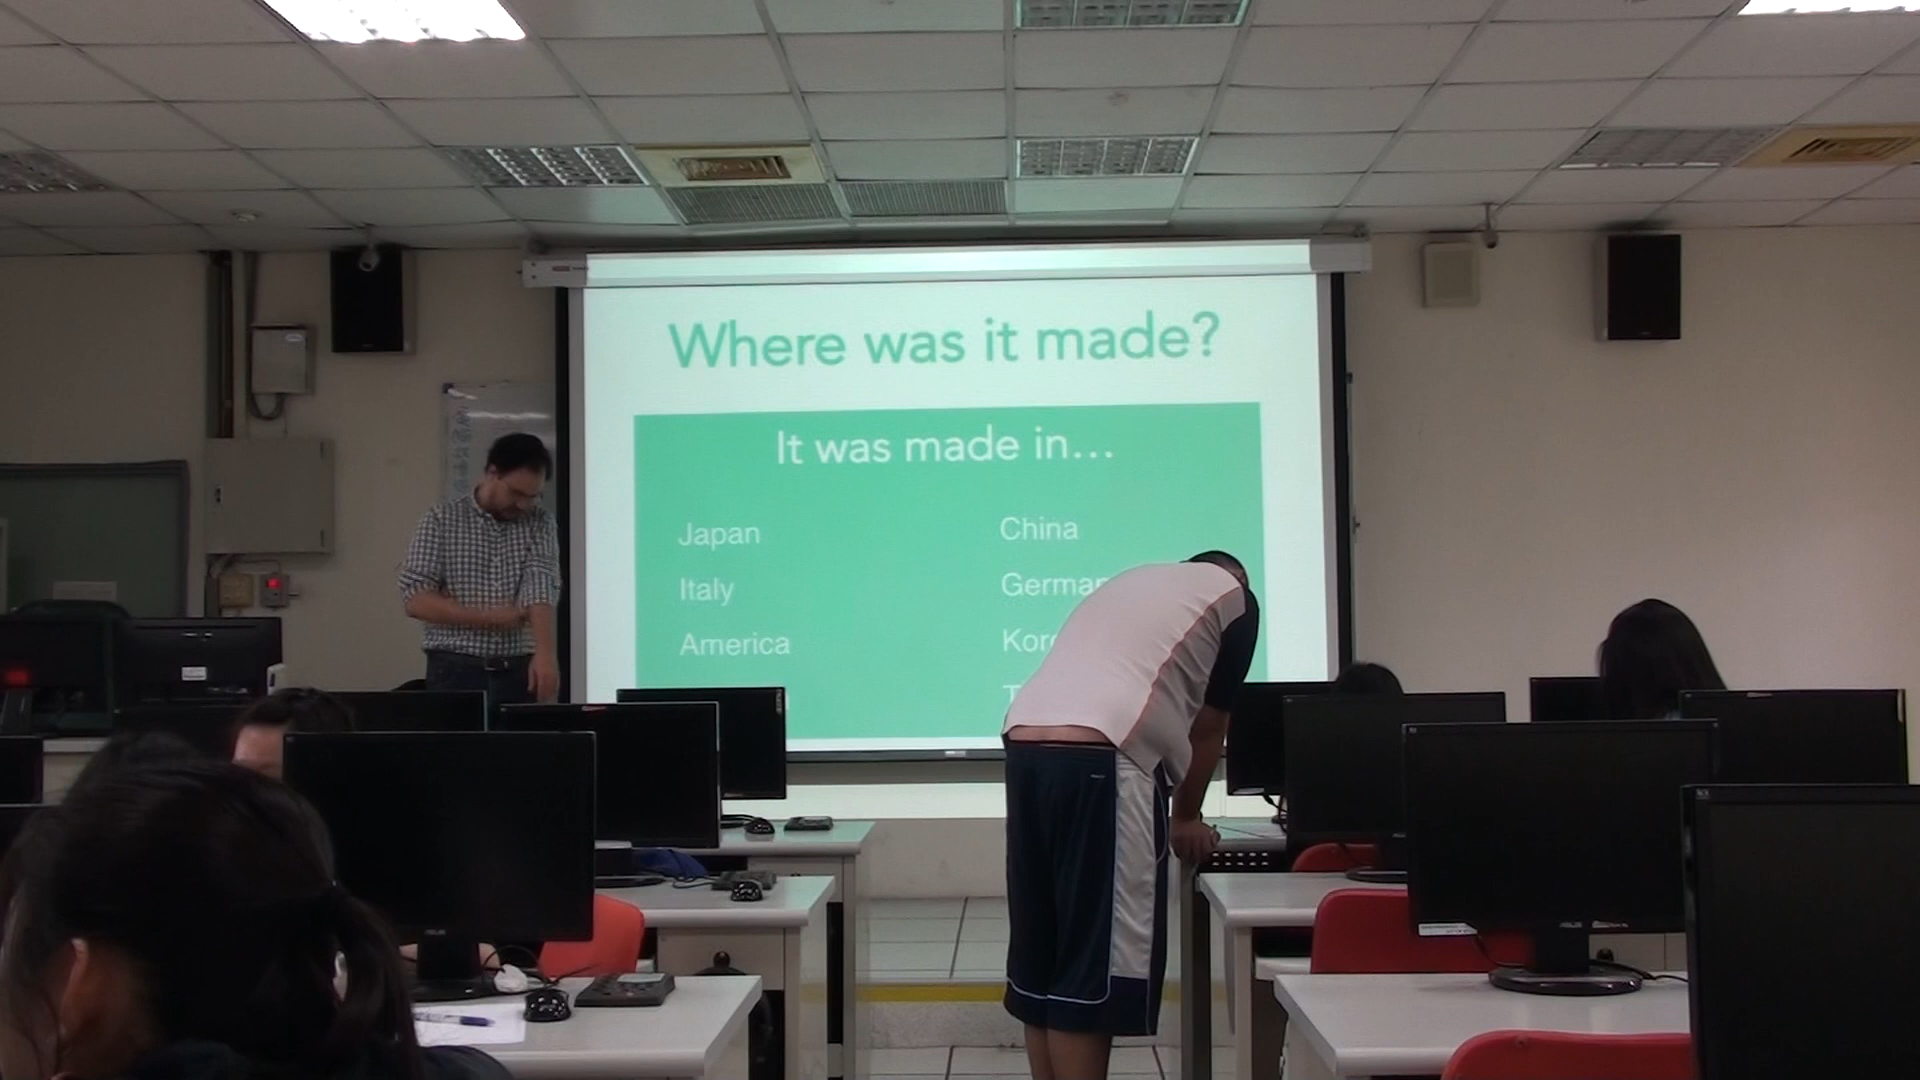 Where was it made?
It was made in...
Japan
China
Italy
America